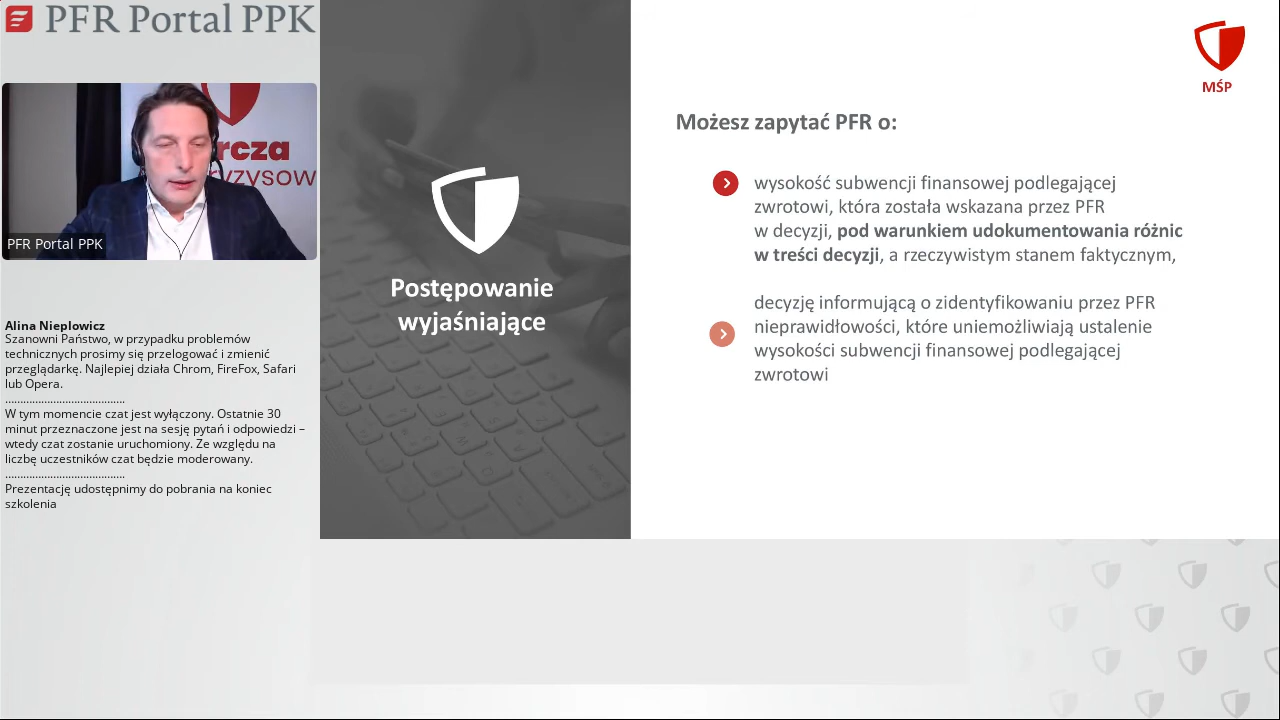 PFR Portal PPK
rcza
ryzysow
PFR Portal PPK
Alina Nieplowicz
Szanowni Państwo, w przypadku problemów
technicznych prosimy się przelogować i zmienić
przeglądarkę. Najlepiej działa Chrom, FireFox, Safari
lub Opera.
........................................
W tym momencie czat jest wyłączony. Ostatnie 30
minut przeznaczone jest na sesję pytań i odpowiedzi –
wtedy czat zostanie uruchomiony. Ze względu na
liczbę uczestników czat będzie moderowany.
........................................
Prezentację udostępnimy do pobrania na koniec
szkolenia
Postępowanie
wyjaśniające
MŚP
Możesz zapytać PFR o:
wysokość subwencji finansowej podlegającej
zwrotowi, która została wskazana przez PFR
w decyzji, pod warunkiem udokumentowania różnic
w treści decyzji, a rzeczywistym stanem faktycznym,
decyzję informującą o zidentyfikowaniu przez PFR
nieprawidłowości, które uniemożliwiają ustalenie
wysokości subwencji finansowej podlegającej
zwrotowi